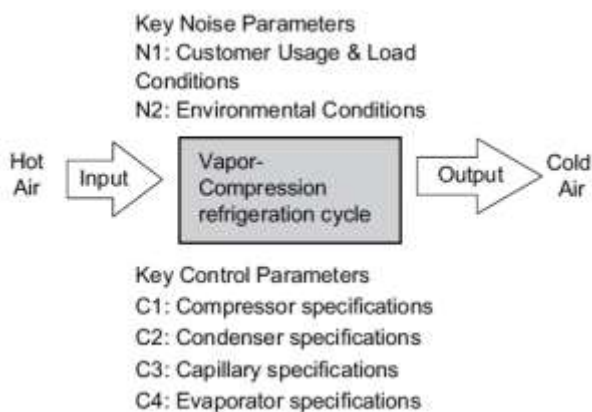 Key Noise Parameters
N1: Customer Usage & Load
Conditions
N2: Environmental Conditions
Hot
Air
Input
Vapor-
Compression
refrigeration cycle
Output
Cold
Air
Key Control Parameters
C1: Compressor specifications
C2: Condenser specifications
C3: Capillary specifications
C4: Evaporator specifications